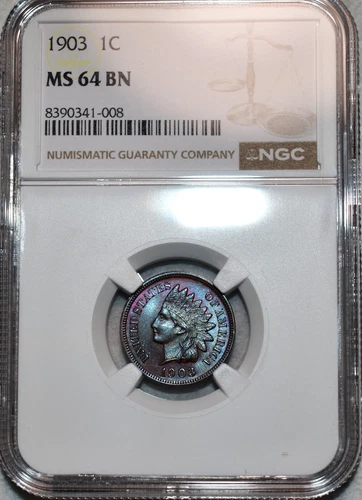 1903 1C
MS 64 BN
8390341-008
NUMISMATIC GUARANTY COMPANY NGC
UNITED STATES OF AMERICA
1903